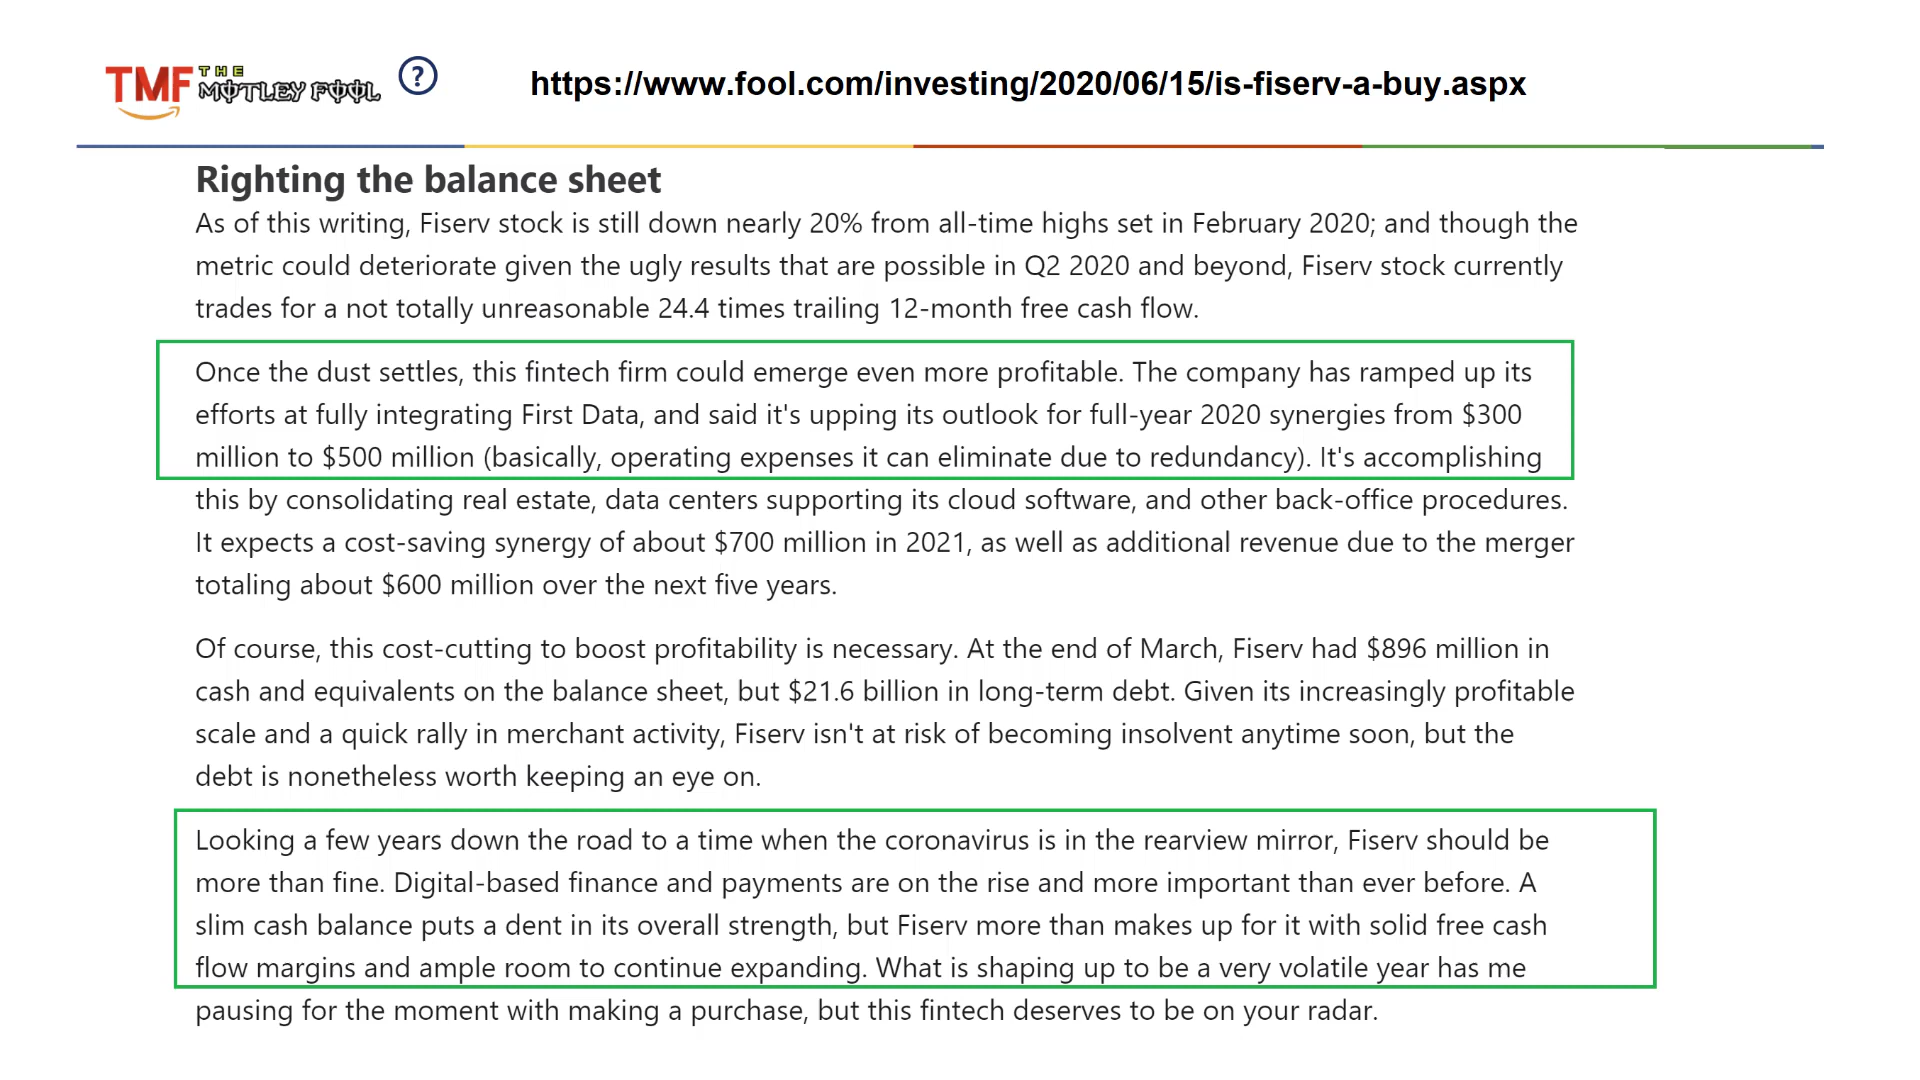 TMF THE
MOTLEY FOOL
?
https://www.fool.com/investing/2020/06/15/is-fiserv-a-buy.aspx
Righting the balance sheet
As of this writing, Fiserv stock is still down nearly 20% from all-time highs set in February 2020; and though the
metric could deteriorate given the ugly results that are possible in Q2 2020 and beyond, Fiserv stock currently
trades for a not totally unreasonable 24.4 times trailing 12-month free cash flow.
Once the dust settles, this fintech firm could emerge even more profitable. The company has ramped up its
efforts at fully integrating First Data, and said it's upping its outlook for full-year 2020 synergies from $300
million to $500 million (basically, operating expenses it can eliminate due to redundancy). It's accomplishing
this by consolidating real estate, data centers supporting its cloud software, and other back-office procedures.
It expects a cost-saving synergy of about $700 million in 2021, as well as additional revenue due to the merger
totaling about $600 million over the next five years.
Of course, this cost-cutting to boost profitability is necessary. At the end of March, Fiserv had $896 million in
cash and equivalents on the balance sheet, but $21.6 billion in long-term debt. Given its increasingly profitable
scale and a quick rally in merchant activity, Fiserv isn't at risk of becoming insolvent anytime soon, but the
debt is nonetheless worth keeping an eye on.
Looking a few years down the road to a time when the coronavirus is in the rearview mirror, Fiserv should be
more than fine. Digital-based finance and payments are on the rise and more important than ever before. A
slim cash balance puts a dent in its overall strength, but Fiserv more than makes up for it with solid free cash
flow margins and ample room to continue expanding. What is shaping up to be a very volatile year has me
pausing for the moment with making a purchase, but this fintech deserves to be on your radar.